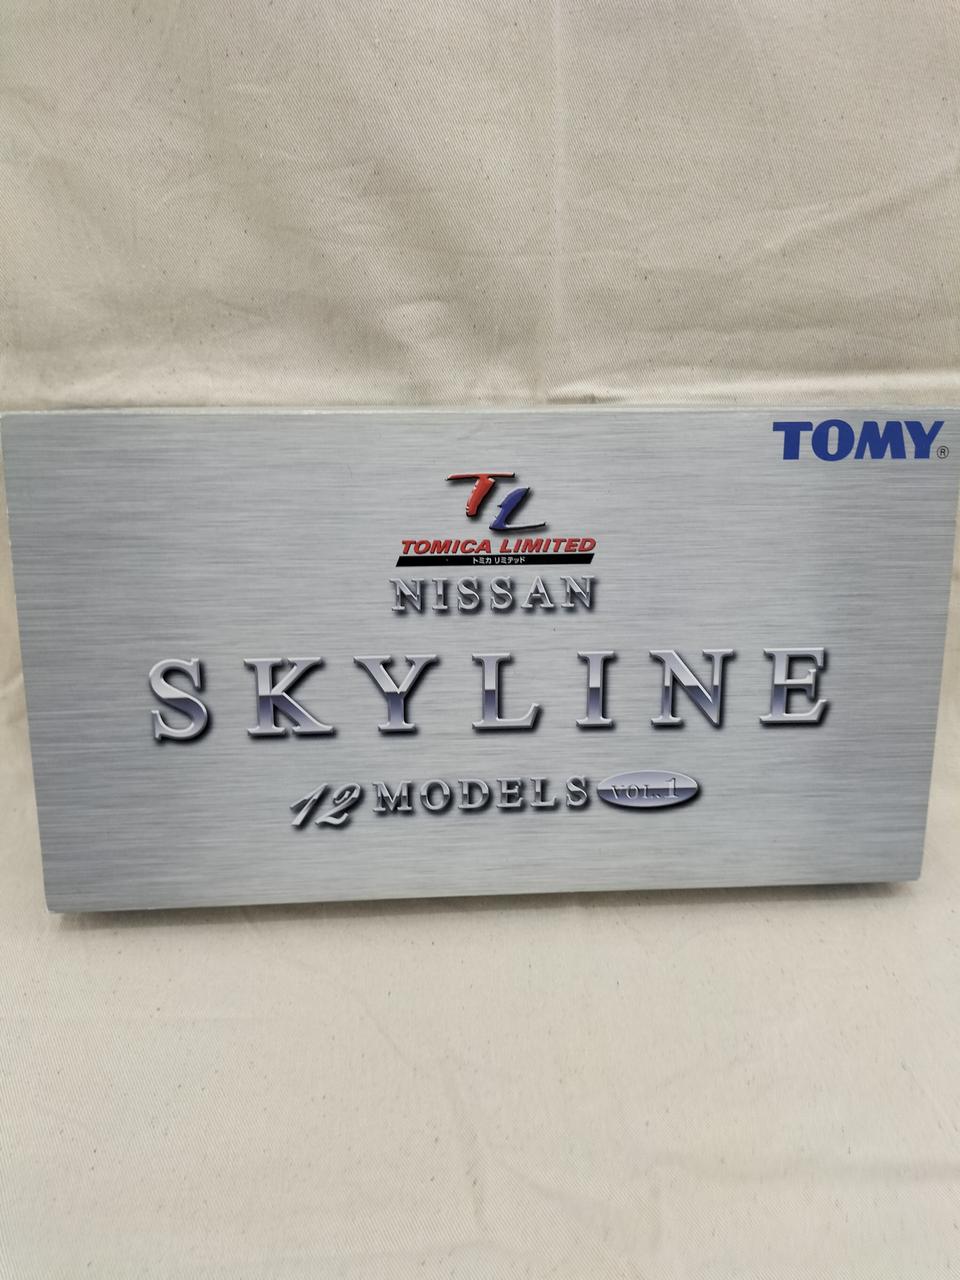 TOMY®
TL
TOMICA LIMITED
トミカ リミテッド
NISSAN
SKYLINE
12 MODELS VOL.1